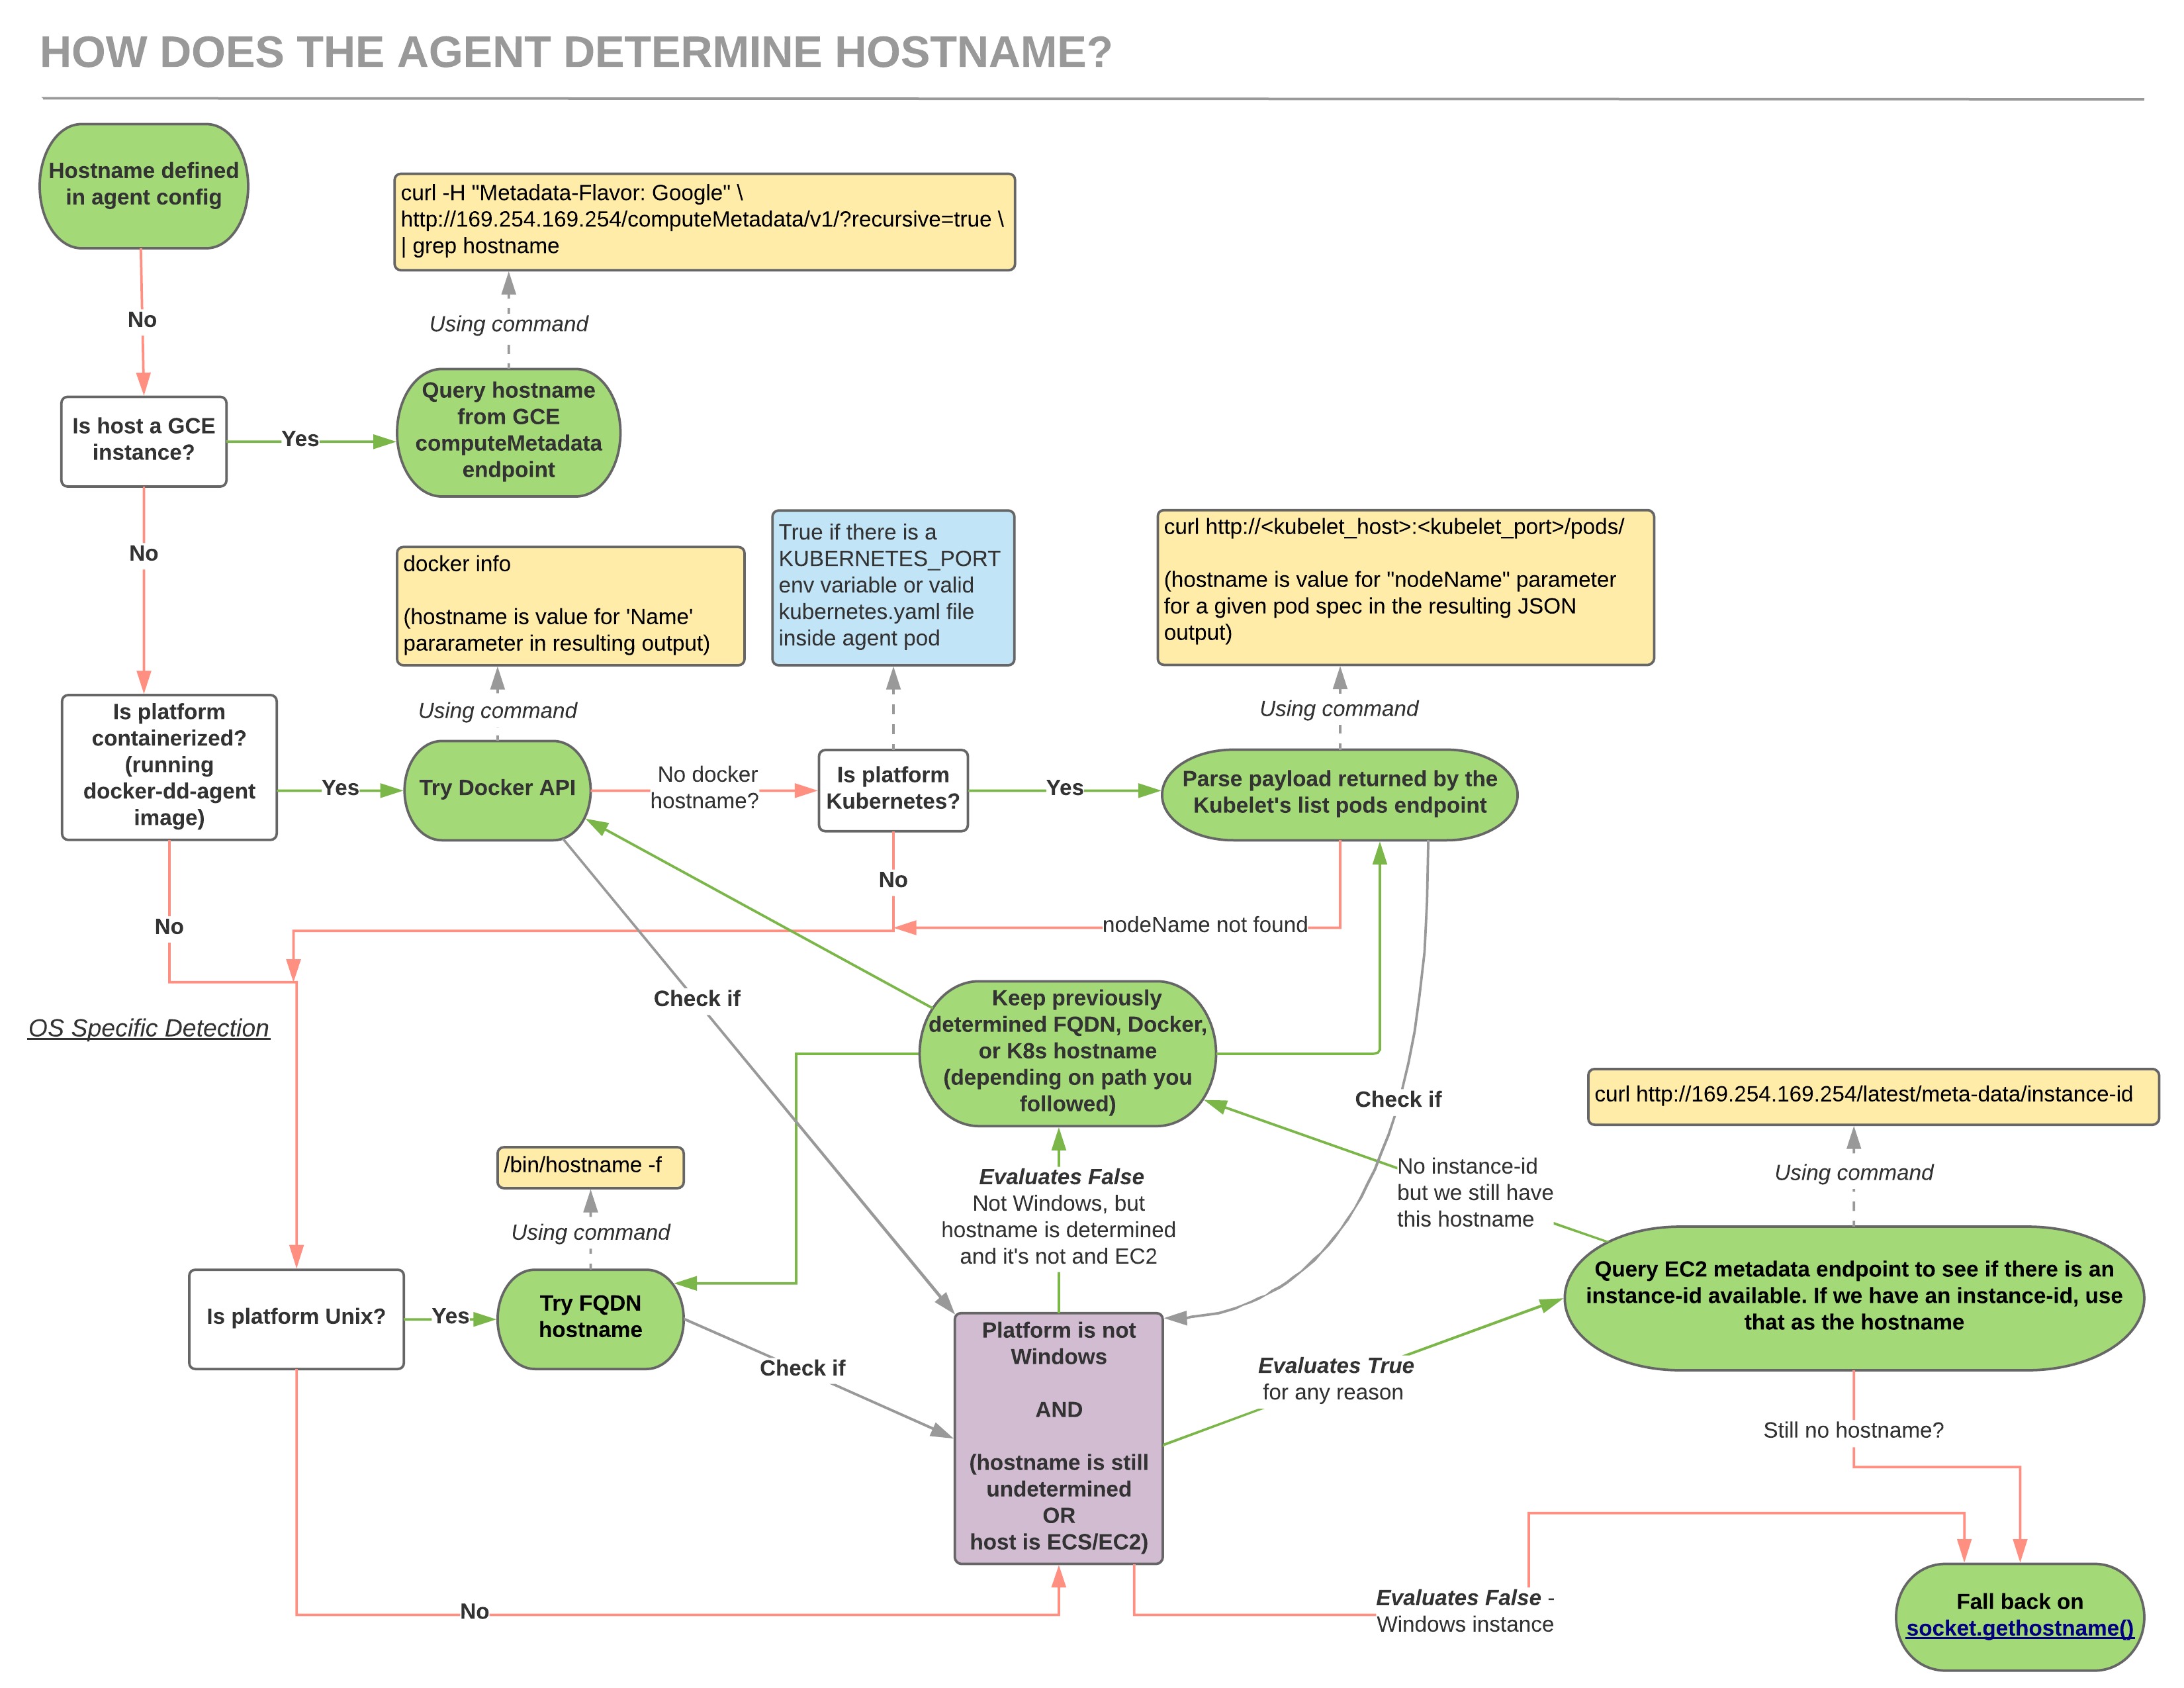 HOW DOES THE AGENT DETERMINE HOSTNAME?
Hostname defined
in agent config
No
curl -H "Metadata-Flavor: Google" \
http://169.254.169.254/computeMetadata/v1/?recursive=true \
| grep hostname
Using command
Is host a GCE
instance?
Yes
Query hostname
from GCE
computeMetadata
endpoint
No
docker info
(hostname is value for 'Name'
pararameter in resulting output)
Using command
True if there is a
KUBERNETES_PORT
env variable or valid
kubernetes.yaml file
inside agent pod
curl http://<kubelet_host>:<kubelet_port>/pods/
(hostname is value for "nodeName" parameter
for a given pod spec in the resulting JSON
output)
Using command
Is platform
containerized?
(running
docker-dd-agent
image)
Yes
Try Docker API
No docker
hostname?
Is platform
Kubernetes?
Yes
Parse payload returned by the
Kubelet's list pods endpoint
No
No
nodeName not found
OS Specific Detection
Check if
Keep previously
determined FQDN, Docker,
or K8s hostname
(depending on path you
followed)
Check if
curl http://169.254.169.254/latest/meta-data/instance-id
Using command
/bin/hostname -f
Using command
Evaluates False
Not Windows, but
hostname is determined
and it's not and EC2
No instance-id
but we still have
this hostname
Is platform Unix?
Yes
Try FQDN
hostname
Check if
Platform is not
Windows
AND
(hostname is still
undetermined
OR
host is ECS/EC2)
Evaluates True
for any reason
Query EC2 metadata endpoint to see if there is an
instance-id available. If we have an instance-id, use
that as the hostname
Still no hostname?
No
Evaluates False -
Windows instance
Fall back on
socket.gethostname()